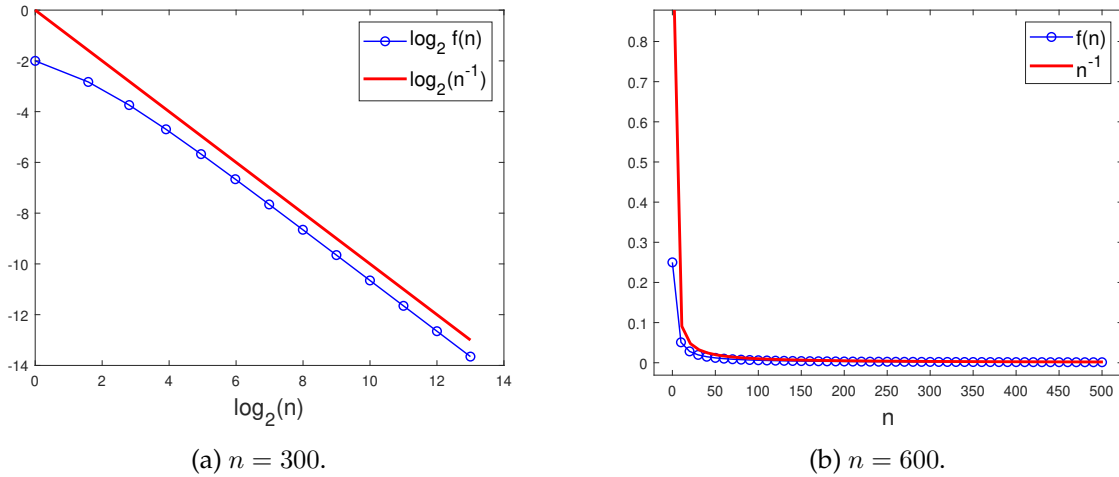 0
-2
-4
-6
-8
-10
-12
-14
0 2 4 6 8 10 12 14
log₂(n)
log₂ f(n)
log₂(n⁻¹)
(a) n = 300.
0.8
0.7
0.6
0.5
0.4
0.3
0.2
0.1
0
0 50 100 150 200 250 300 350 400 450 500
n
f(n)
n⁻¹
(b) n = 600.